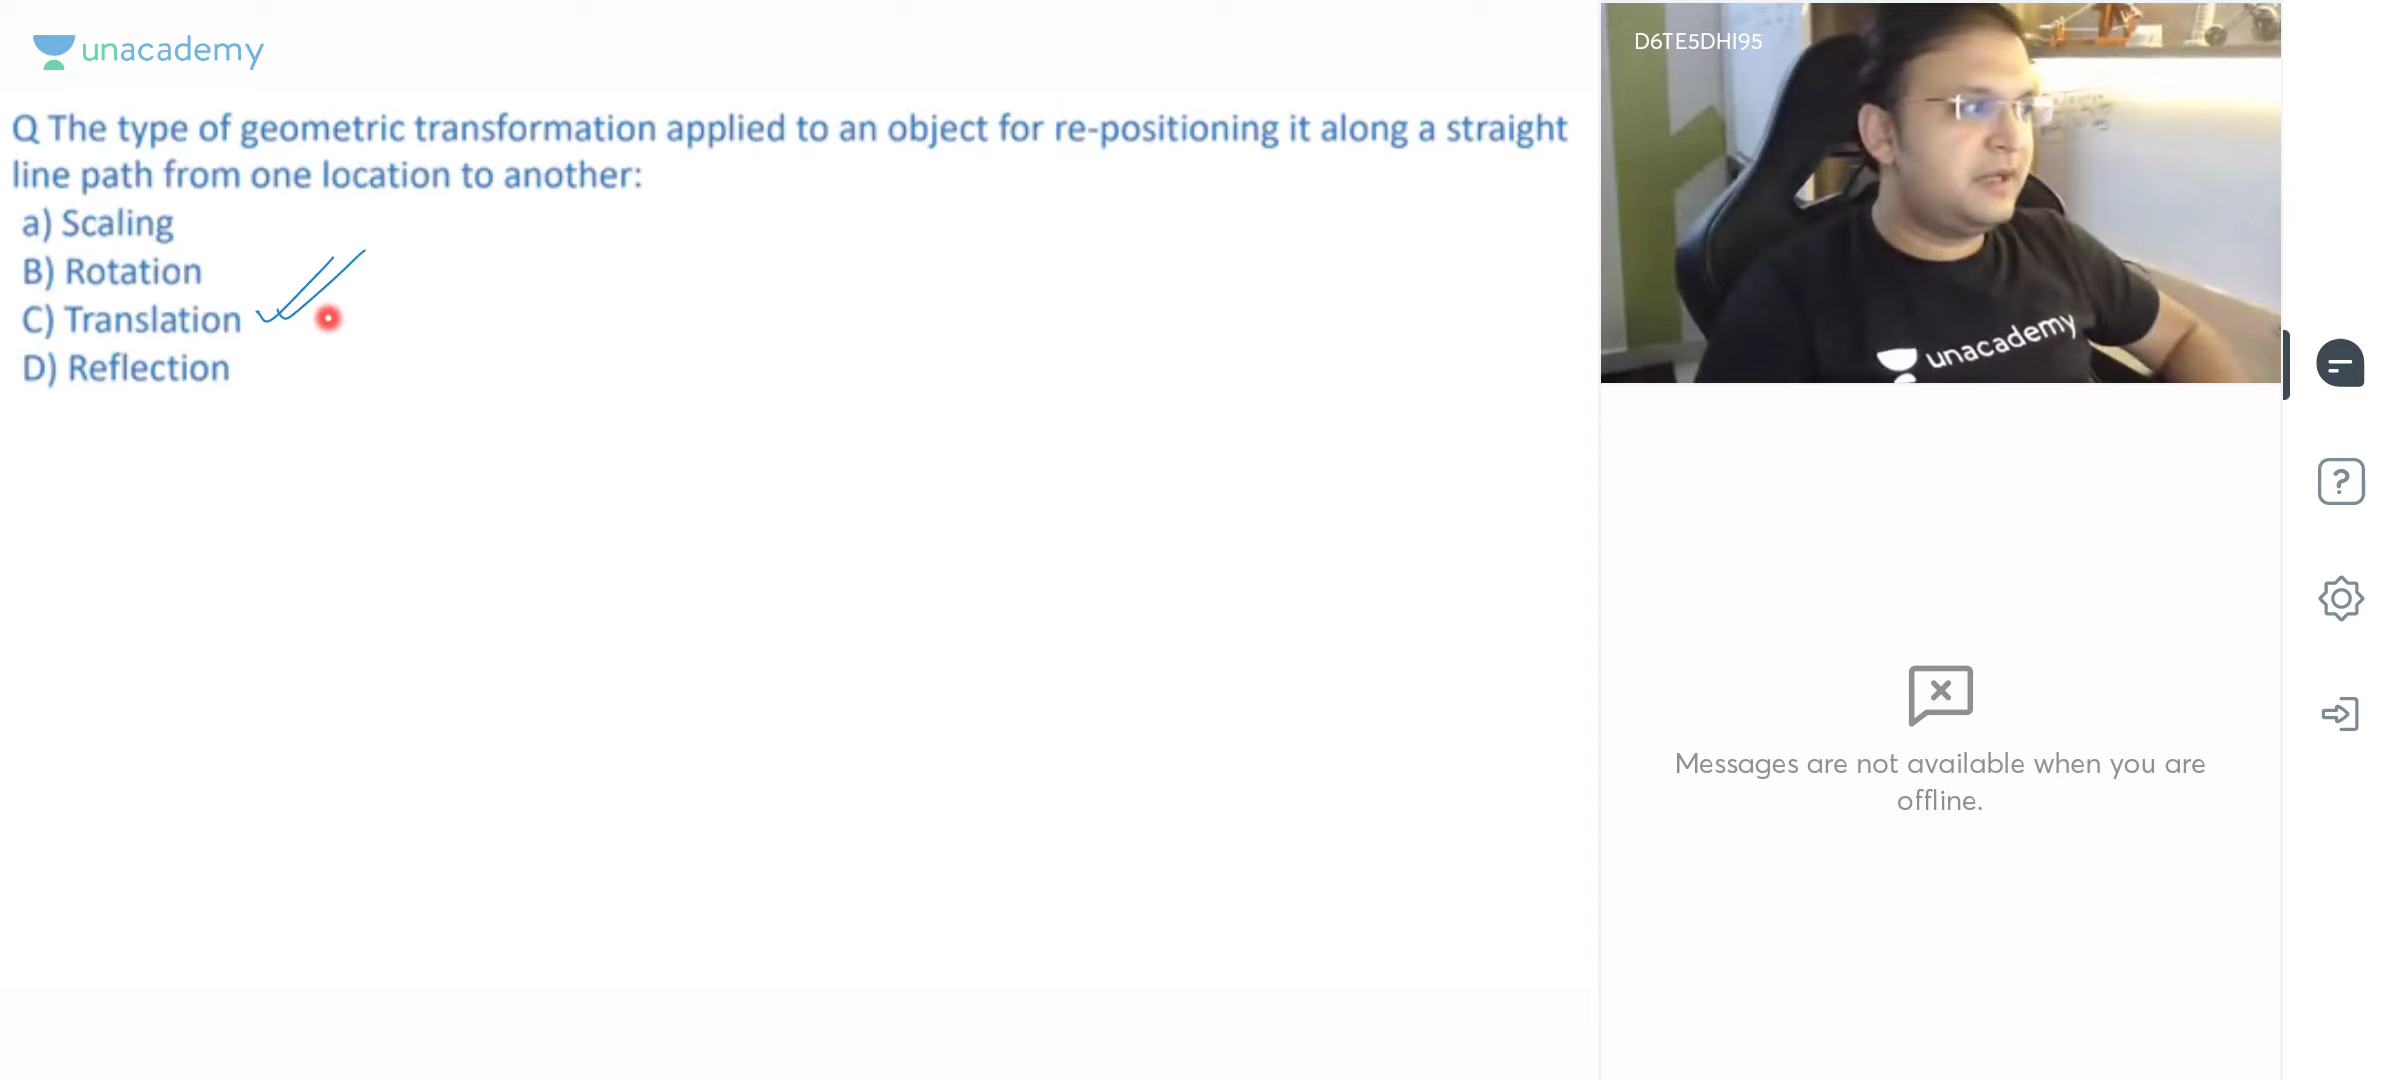 unacademy
D6TE5DHI95
Q The type of geometric transformation applied to an object for re-positioning it along a straight
line path from one location to another:
a) Scaling
B) Rotation
C) Translation
D) Reflection
unacademy
Messages are not available when you are
offline.